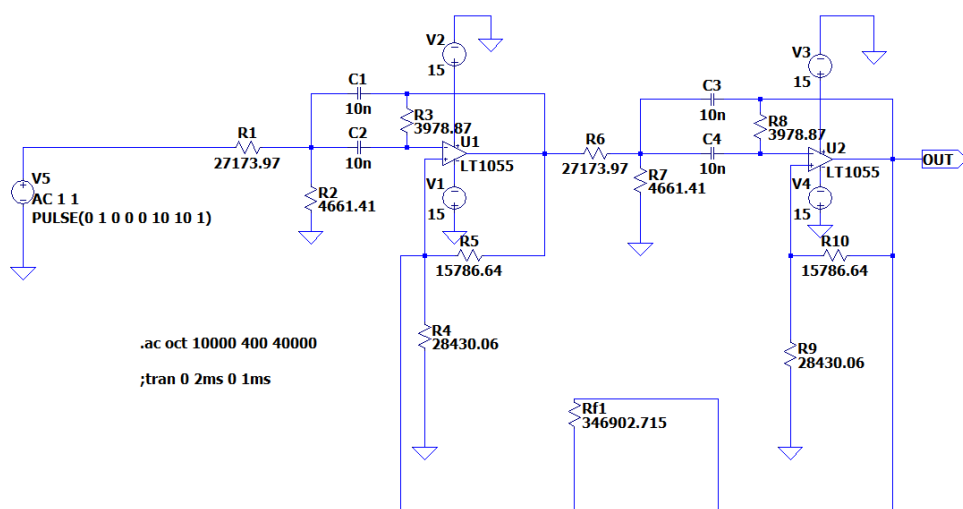 V2
15
V3
15
C1
10n
R3
3978.87
C2
10n
R1
27173.97
U1
LT1055
C3
10n
R8
3978.87
C4
10n
R6
27173.97
U2
LT1055
OUT
V5
AC 1 1
PULSE(0 1 0 0 0 10 10 1)
R2
4661.41
V1
15
R7
4661.41
V4
15
R5
15786.64
R10
15786.64
R4
28430.06
R9
28430.06
.ac oct 10000 400 40000
;tran 0 2ms 0 1ms
Rf1
346902.715